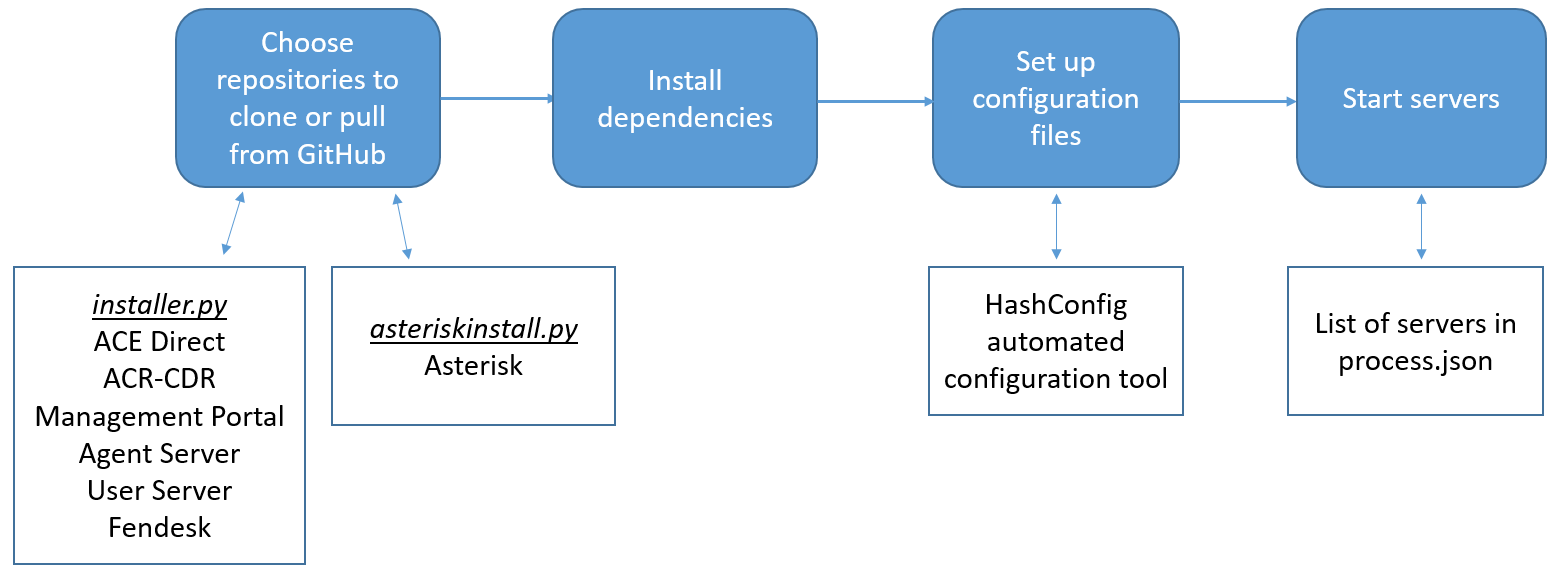 Choose
repositories to
clone or pull
from GitHub
Install
dependencies
Set up
configuration
files
Start servers
installer.py
ACE Direct
ACR-CDR
Management Portal
Agent Server
User Server
Fendesk
asteriskinstall.py
Asterisk
HashConfig
automated
configuration tool
List of servers in
process.json